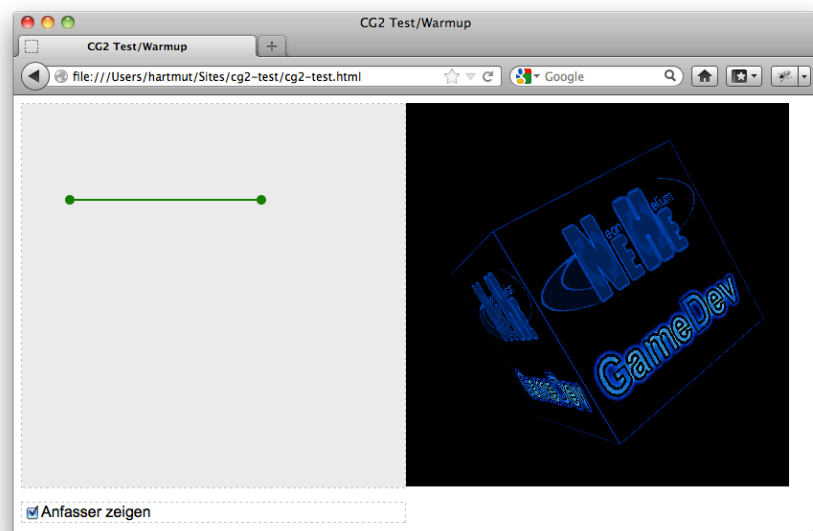 CG2 Test/Warmup
CG2 Test/Warmup
file:///Users/hartmut/Sites/cg2-test/cg2-test.html
Google
NeHe
GameDev
Anfasser zeigen